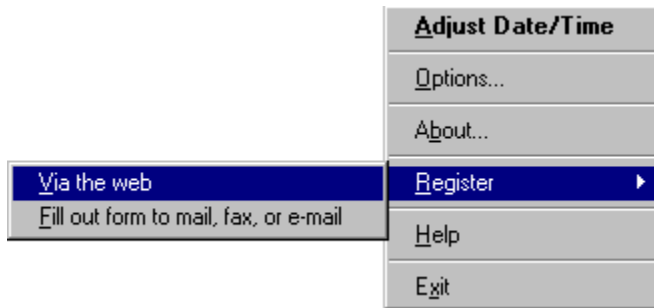 Adjust Date/Time
Options...
About...
Register
Via the web
Fill out form to mail, fax, or e-mail
Help
Exit